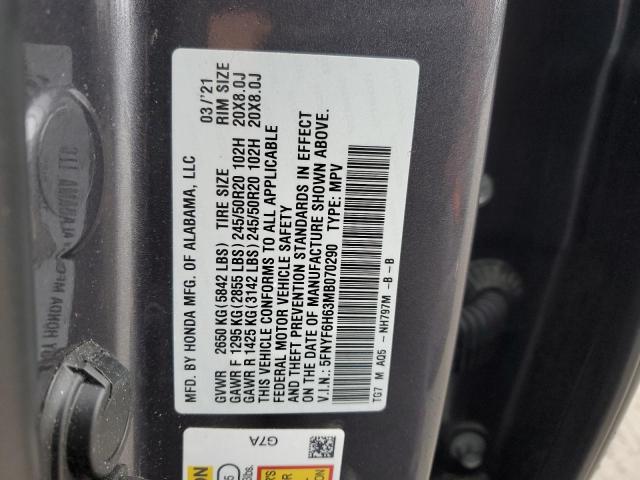 MFD. BY HONDA MFG. OF ALABAMA, LLC 03/'21
GVWR 2650 KG(5842 LBS) TIRE SIZE RIM SIZE
GAWR F 1295 KG(2855 LBS)245/50R20 102H 20X8.0J
GAWR R 1425 KG(3142 LBS)245/50R20 102H 20X8.0J
THIS VEHICLE CONFORMS TO ALL APPLICABLE
FEDERAL MOTOR VEHICLE SAFETY
AND THEFT PREVENTION STANDARDS IN EFFECT
ON THE DATE OF MANUFACTURE SHOWN ABOVE.
V.I.N.: 5FNYF6H63MB070290 TYPE: MPV
TG7 M AQ5 -NH797M -B -B
G7A